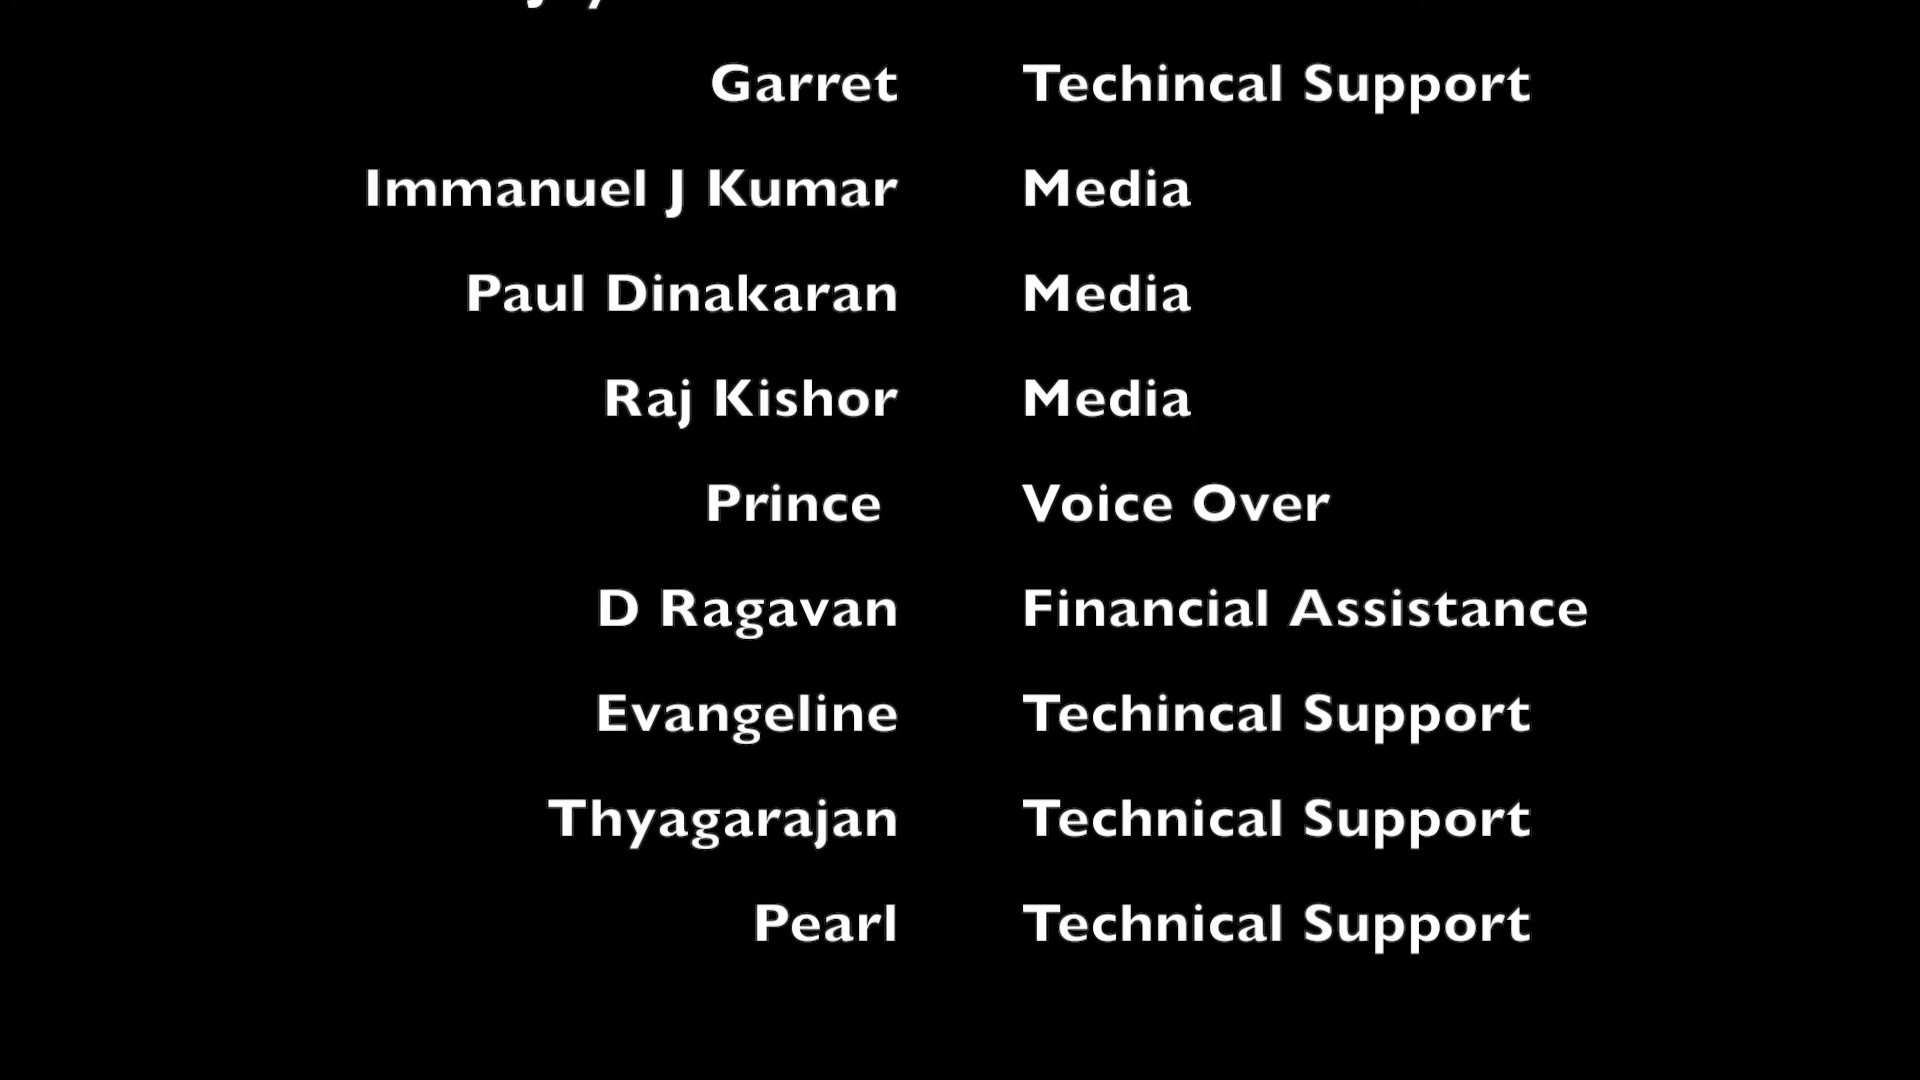 Garret Techincal Support
Immanuel J Kumar Media
Paul Dinakaran Media
Raj Kishor Media
Prince Voice Over
D Ragavan Financial Assistance
Evangeline Techincal Support
Thyagarajan Technical Support
Pearl Technical Support